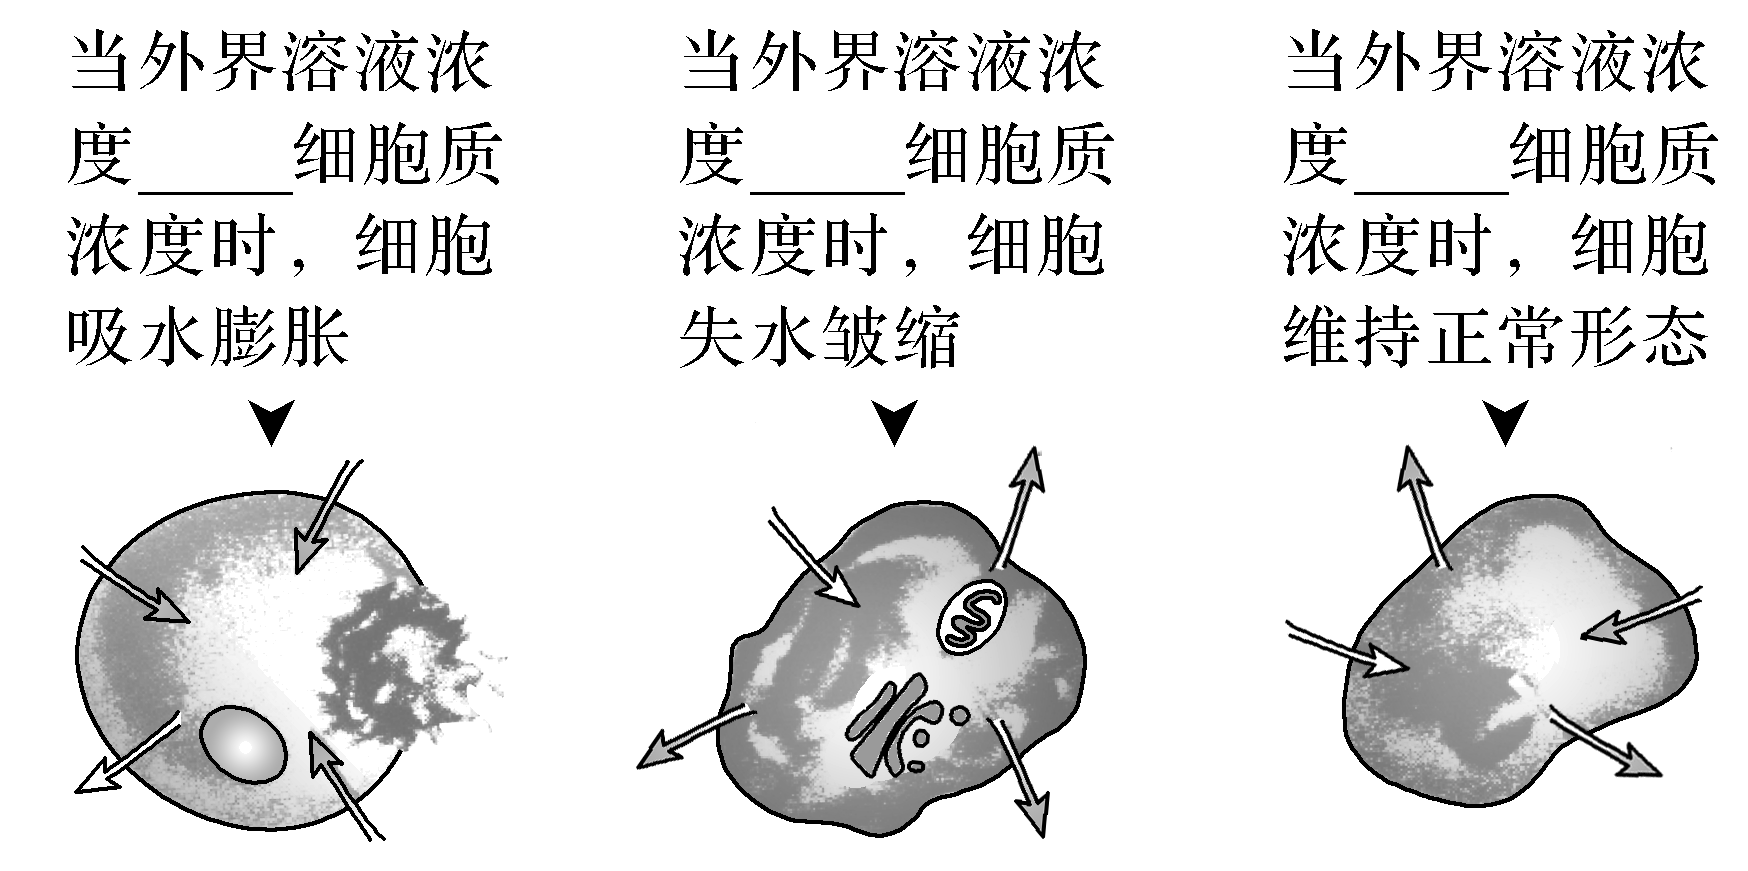 当外界溶液浓
度____细胞质
浓度时，细胞
吸水膨胀
当外界溶液浓
度____细胞质
浓度时，细胞
失水皱缩
当外界溶液浓
度____细胞质
浓度时，细胞
维持正常形态